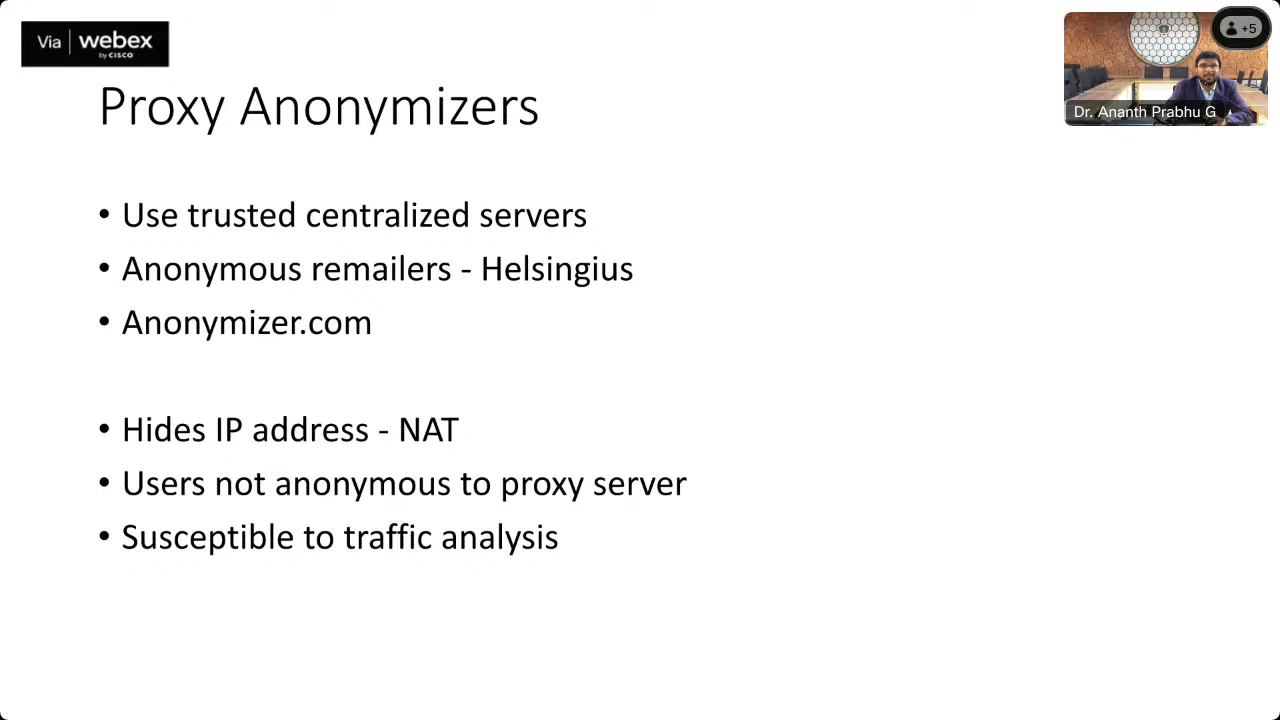 Via | webex
by CISCO
+5
Dr. Ananth Prabhu G
Proxy Anonymizers
• Use trusted centralized servers
• Anonymous remailers - Helsingius
• Anonymizer.com
• Hides IP address - NAT
• Users not anonymous to proxy server
• Susceptible to traffic analysis